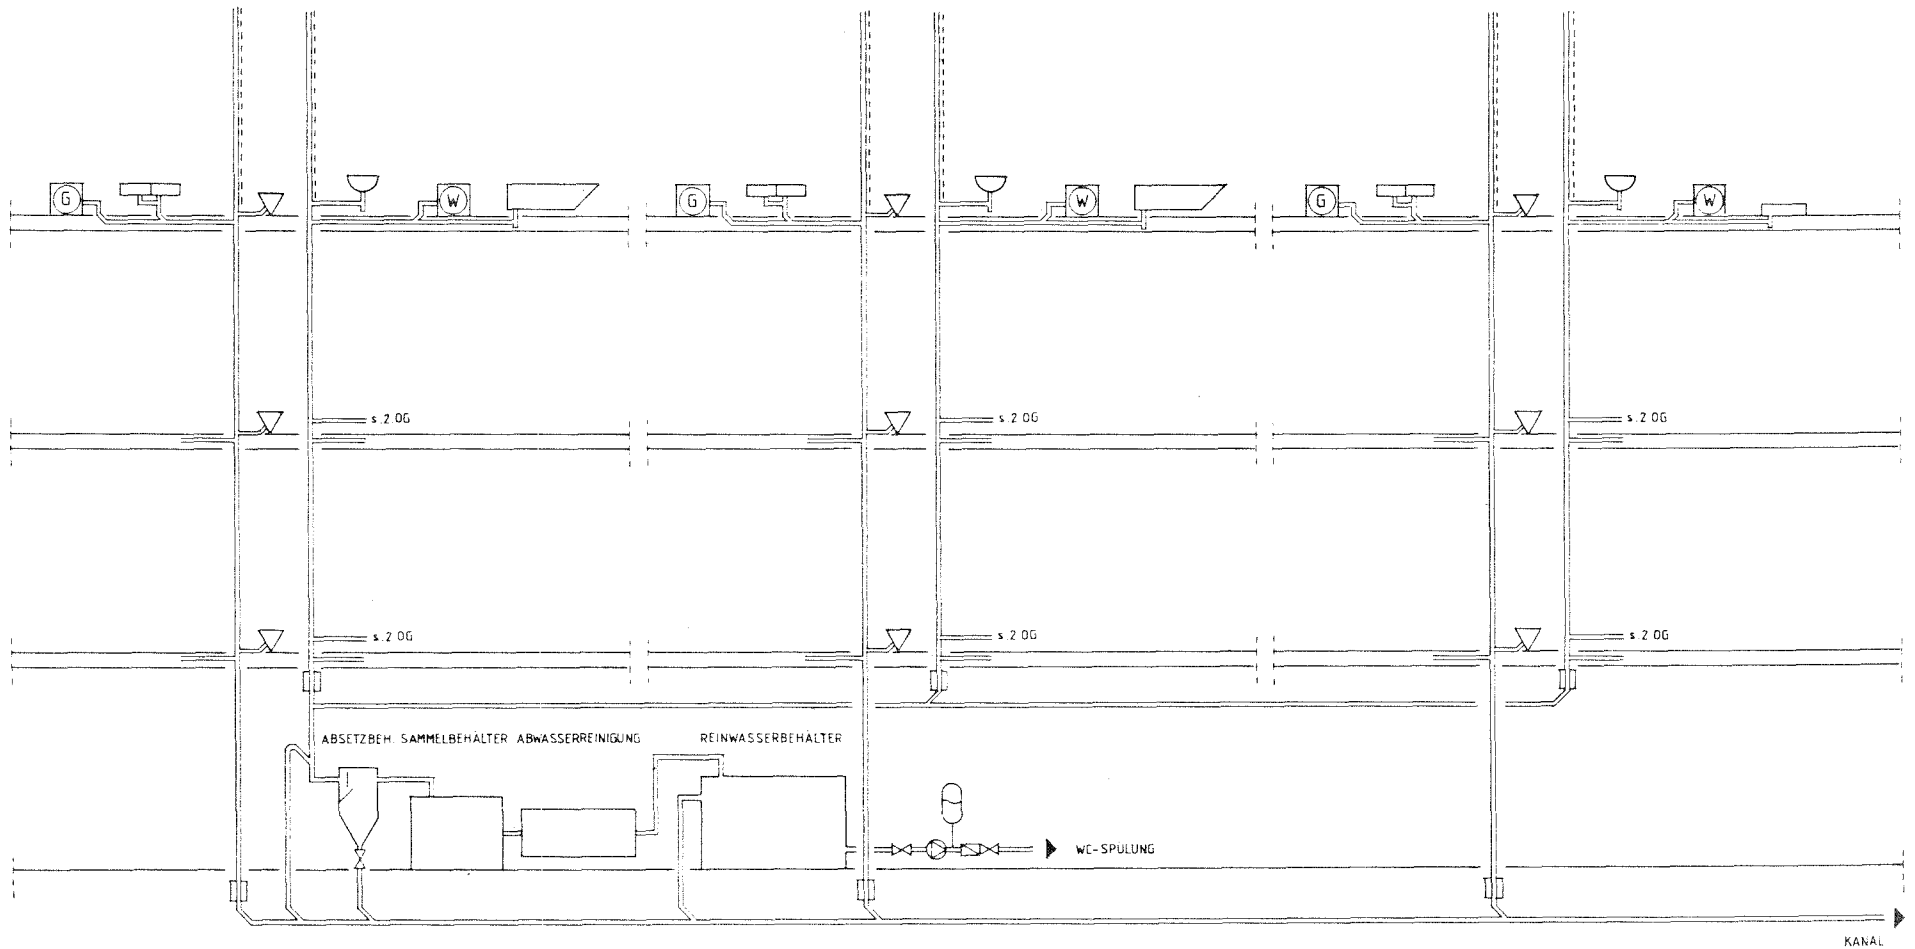 G
W
G
W
G
W
s.2.OG
s.2 OG
s.2 OG
s.2 OG
s.2 OG
s.2 OG
ABSETZBEH. SAMMELBEHÄLTER ABWASSERREINIGUNG REINWASSERBEHÄLTER
WC-SPÜLUNG
KANAL